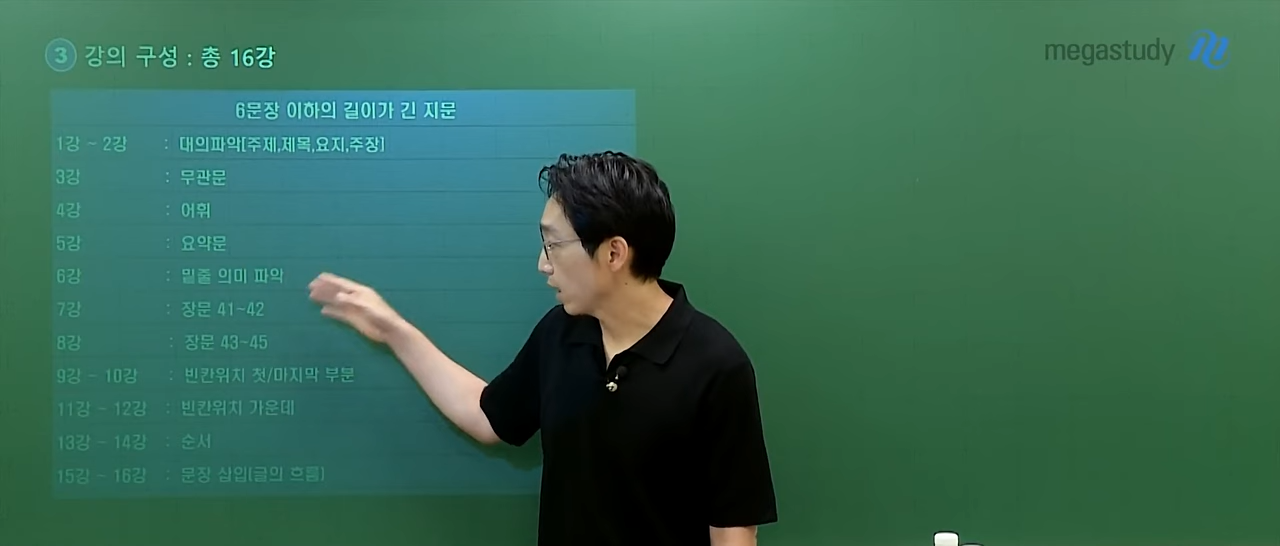 ③ 강의 구성 : 총 16강
megastudy
6문장 이하의 길이가 긴 지문
1강 ~ 2강 : 대의파악[주제,제목,요지,주장]
3강 : 무관문
4강 : 어휘
5강 : 요약문
6강 : 밑줄 의미 파악
7강 : 장문 41~42
8강 : 장문 43~45
9강 - 10강 : 빈칸위치 첫/마지막 부분
11강 - 12강 : 빈칸위치 가운데
13강 - 14강 : 순서
15강 - 16강 : 문장 삽입(글의 흐름)